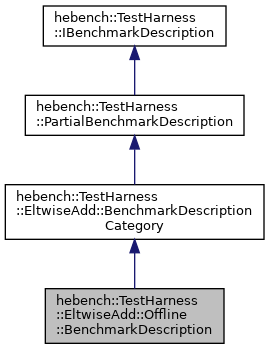 hebench::TestHarness
::IBenchmarkDescription
hebench::TestHarness
::PartialBenchmarkDescription
hebench::TestHarness
::EltwiseAdd::BenchmarkDescription
Category
hebench::TestHarness
::EltwiseAdd::Offline
::BenchmarkDescription